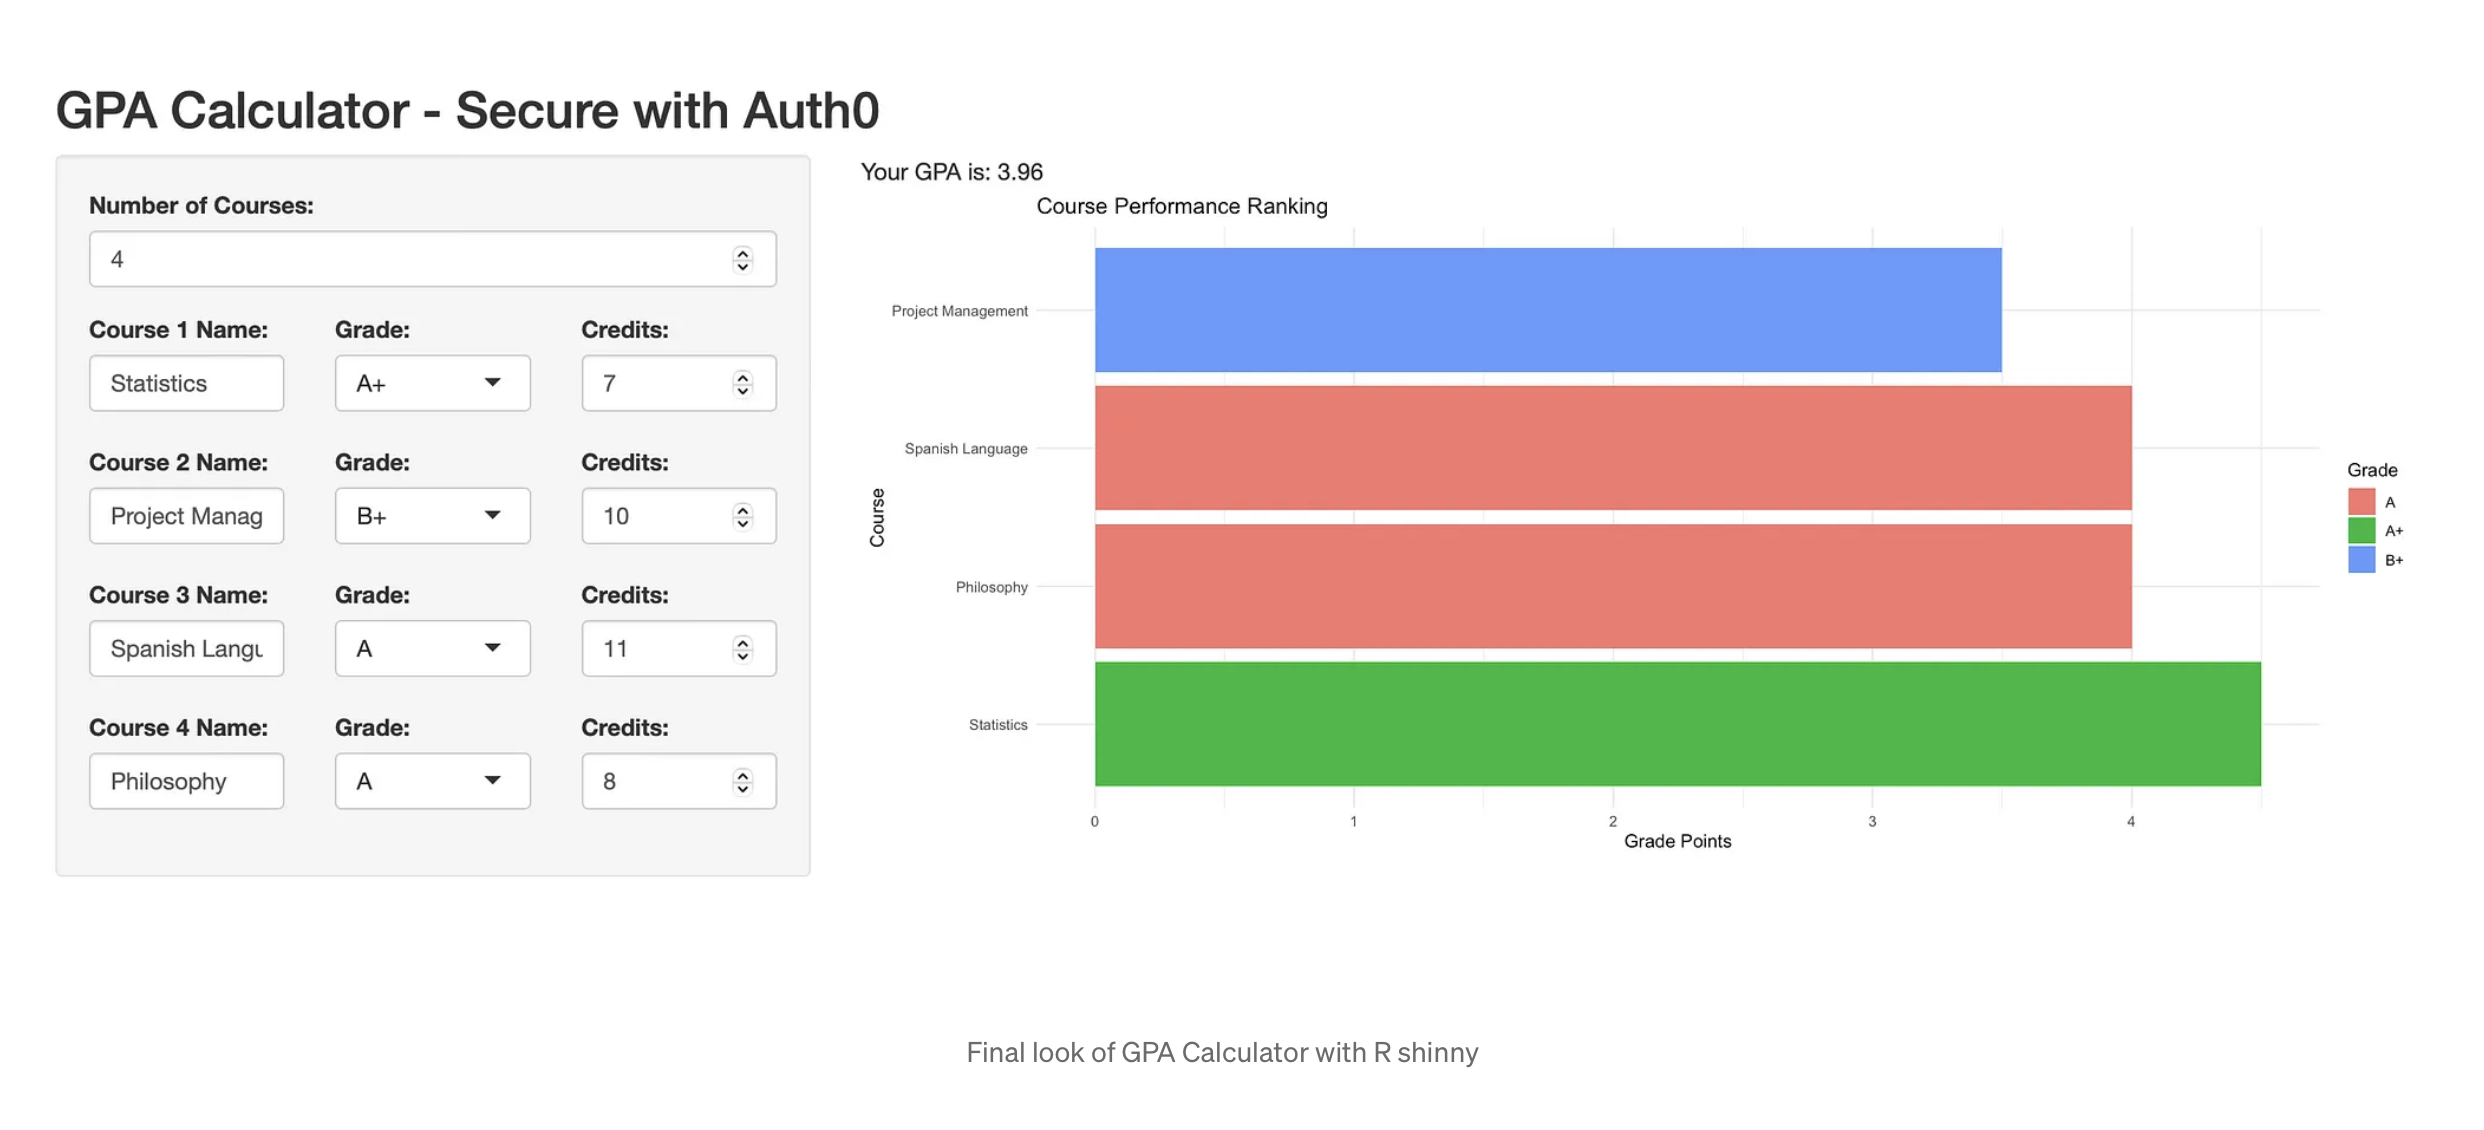 GPA Calculator - Secure with Auth0
Number of Courses:
4
Course 1 Name: Grade: Credits:
Statistics A+ 7
Course 2 Name: Grade: Credits:
Project Manag B+ 10
Course 3 Name: Grade: Credits:
Spanish Langu A 11
Course 4 Name: Grade: Credits:
Philosophy A 8
Your GPA is: 3.96
Course Performance Ranking
Project Management
Spanish Language
Philosophy
Statistics
Course
0 1 2 3 4
Grade Points
Grade
A
A+
B+
Final look of GPA Calculator with R shinny